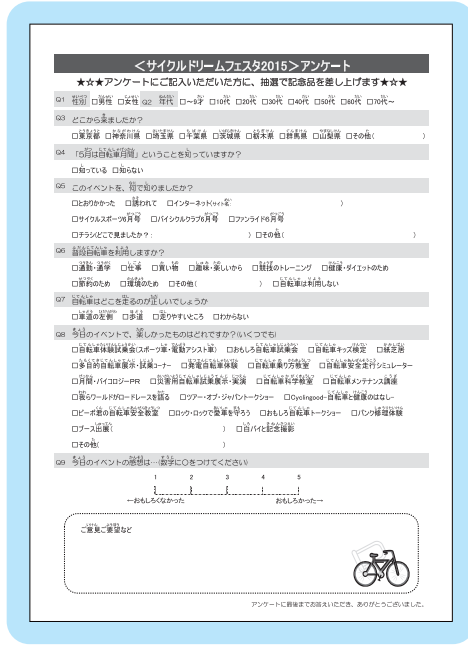 ＜サイクルドリームフェスタ2015＞アンケート
★☆★アンケートにご記入いただいた方に、抽選で記念品を差し上げます★☆★
Q1 性別 □男性 □女性 Q2 年代 □～9才 □10代 □20代 □30代 □40代 □50代 □60代 □70代～
Q3 どこから来ましたか？
□東京都 □神奈川県 □埼玉県 □千葉県 □茨城県 □栃木県 □群馬県 □山梨県 □その他( )
Q4 「5月は自転車月間」ということを知っていますか？
□知っている □知らない
Q5 このイベントを、何で知りましたか？
□とおりかかった □誘われて □インターネット(サイト名: )
□サイクルスポーツ6月号 □バイシクルクラブ6月号 □ファンライド6月号
□チラシ(どこで見ましたか？: ) □その他( )
Q6 普段自転車を利用しますか？
□通勤・通学 □仕事 □買い物 □趣味・楽しいから □競技のトレーニング □健康・ダイエットのため
□節約のため □環境のため □その他( ) □自転車は利用しない
Q7 自転車はどこを走るのが正しいでしょうか
□車道の左側 □歩道 □走りやすいところ □わからない
Q8 今日のイベントで、楽しかったものはどれですか？(いくつでも)
□自転車体験試乗会(スポーツ車・電動アシスト車) □おもしろ自転車試乗会 □自転車キッズ検定 □紙芝居
□多目的自転車展示・試乗コーナー □発電自転車体験 □自転車乗り方教室 □自転車安全走行シミュレーター
□月間・バイコロジーPR □災害用自転車試乗展示・実演 □自転車科学教室 □自転車メンテナンス講座
□我らワールドがロードレースを語る □ツアー・オブ・ジャパントークショー □Cyclingood-自転車と健康のはなし-
□ピーポ君の自転車安全教室 □ロック・ロックで愛車を守ろう □おもしろ自転車トークショー □パンク修理体験
□ブース出展( ) □白バイと記念撮影
□その他( )
Q9 今日のイベントの感想は…(数字に○をつけてください)
1 2 3 4 5
←おもしろくなかった おもしろかった→
ご意見ご要望など
アンケートに最後までお答えいただき、ありがとうございました。